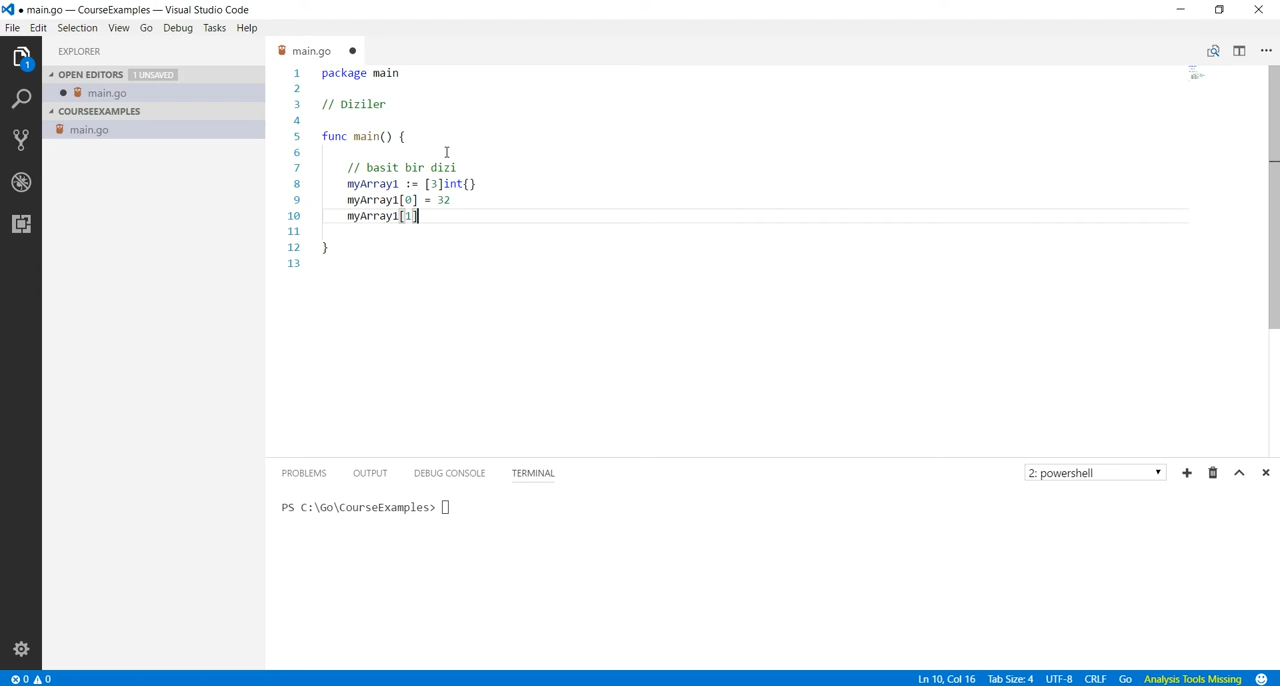 ● main.go — CourseExamples — Visual Studio Code
File Edit Selection View Go Debug Tasks Help
EXPLORER
main.go ●
OPEN EDITORS 1 UNSAVED
● main.go
COURSEEXAMPLES
main.go
1
1 package main
2
3 // Diziler
4
5 func main() {
6
7 // basit bir dizi
8 myArray1 := [3]int{}
9 myArray1[0] = 32
10 myArray1[1]
11
12 }
13
PROBLEMS OUTPUT DEBUG CONSOLE TERMINAL 2: powershell
PS C:\Go\CourseExamples>
0 0 Ln 10, Col 16 Tab Size: 4 UTF-8 CRLF Go Analysis Tools Missing